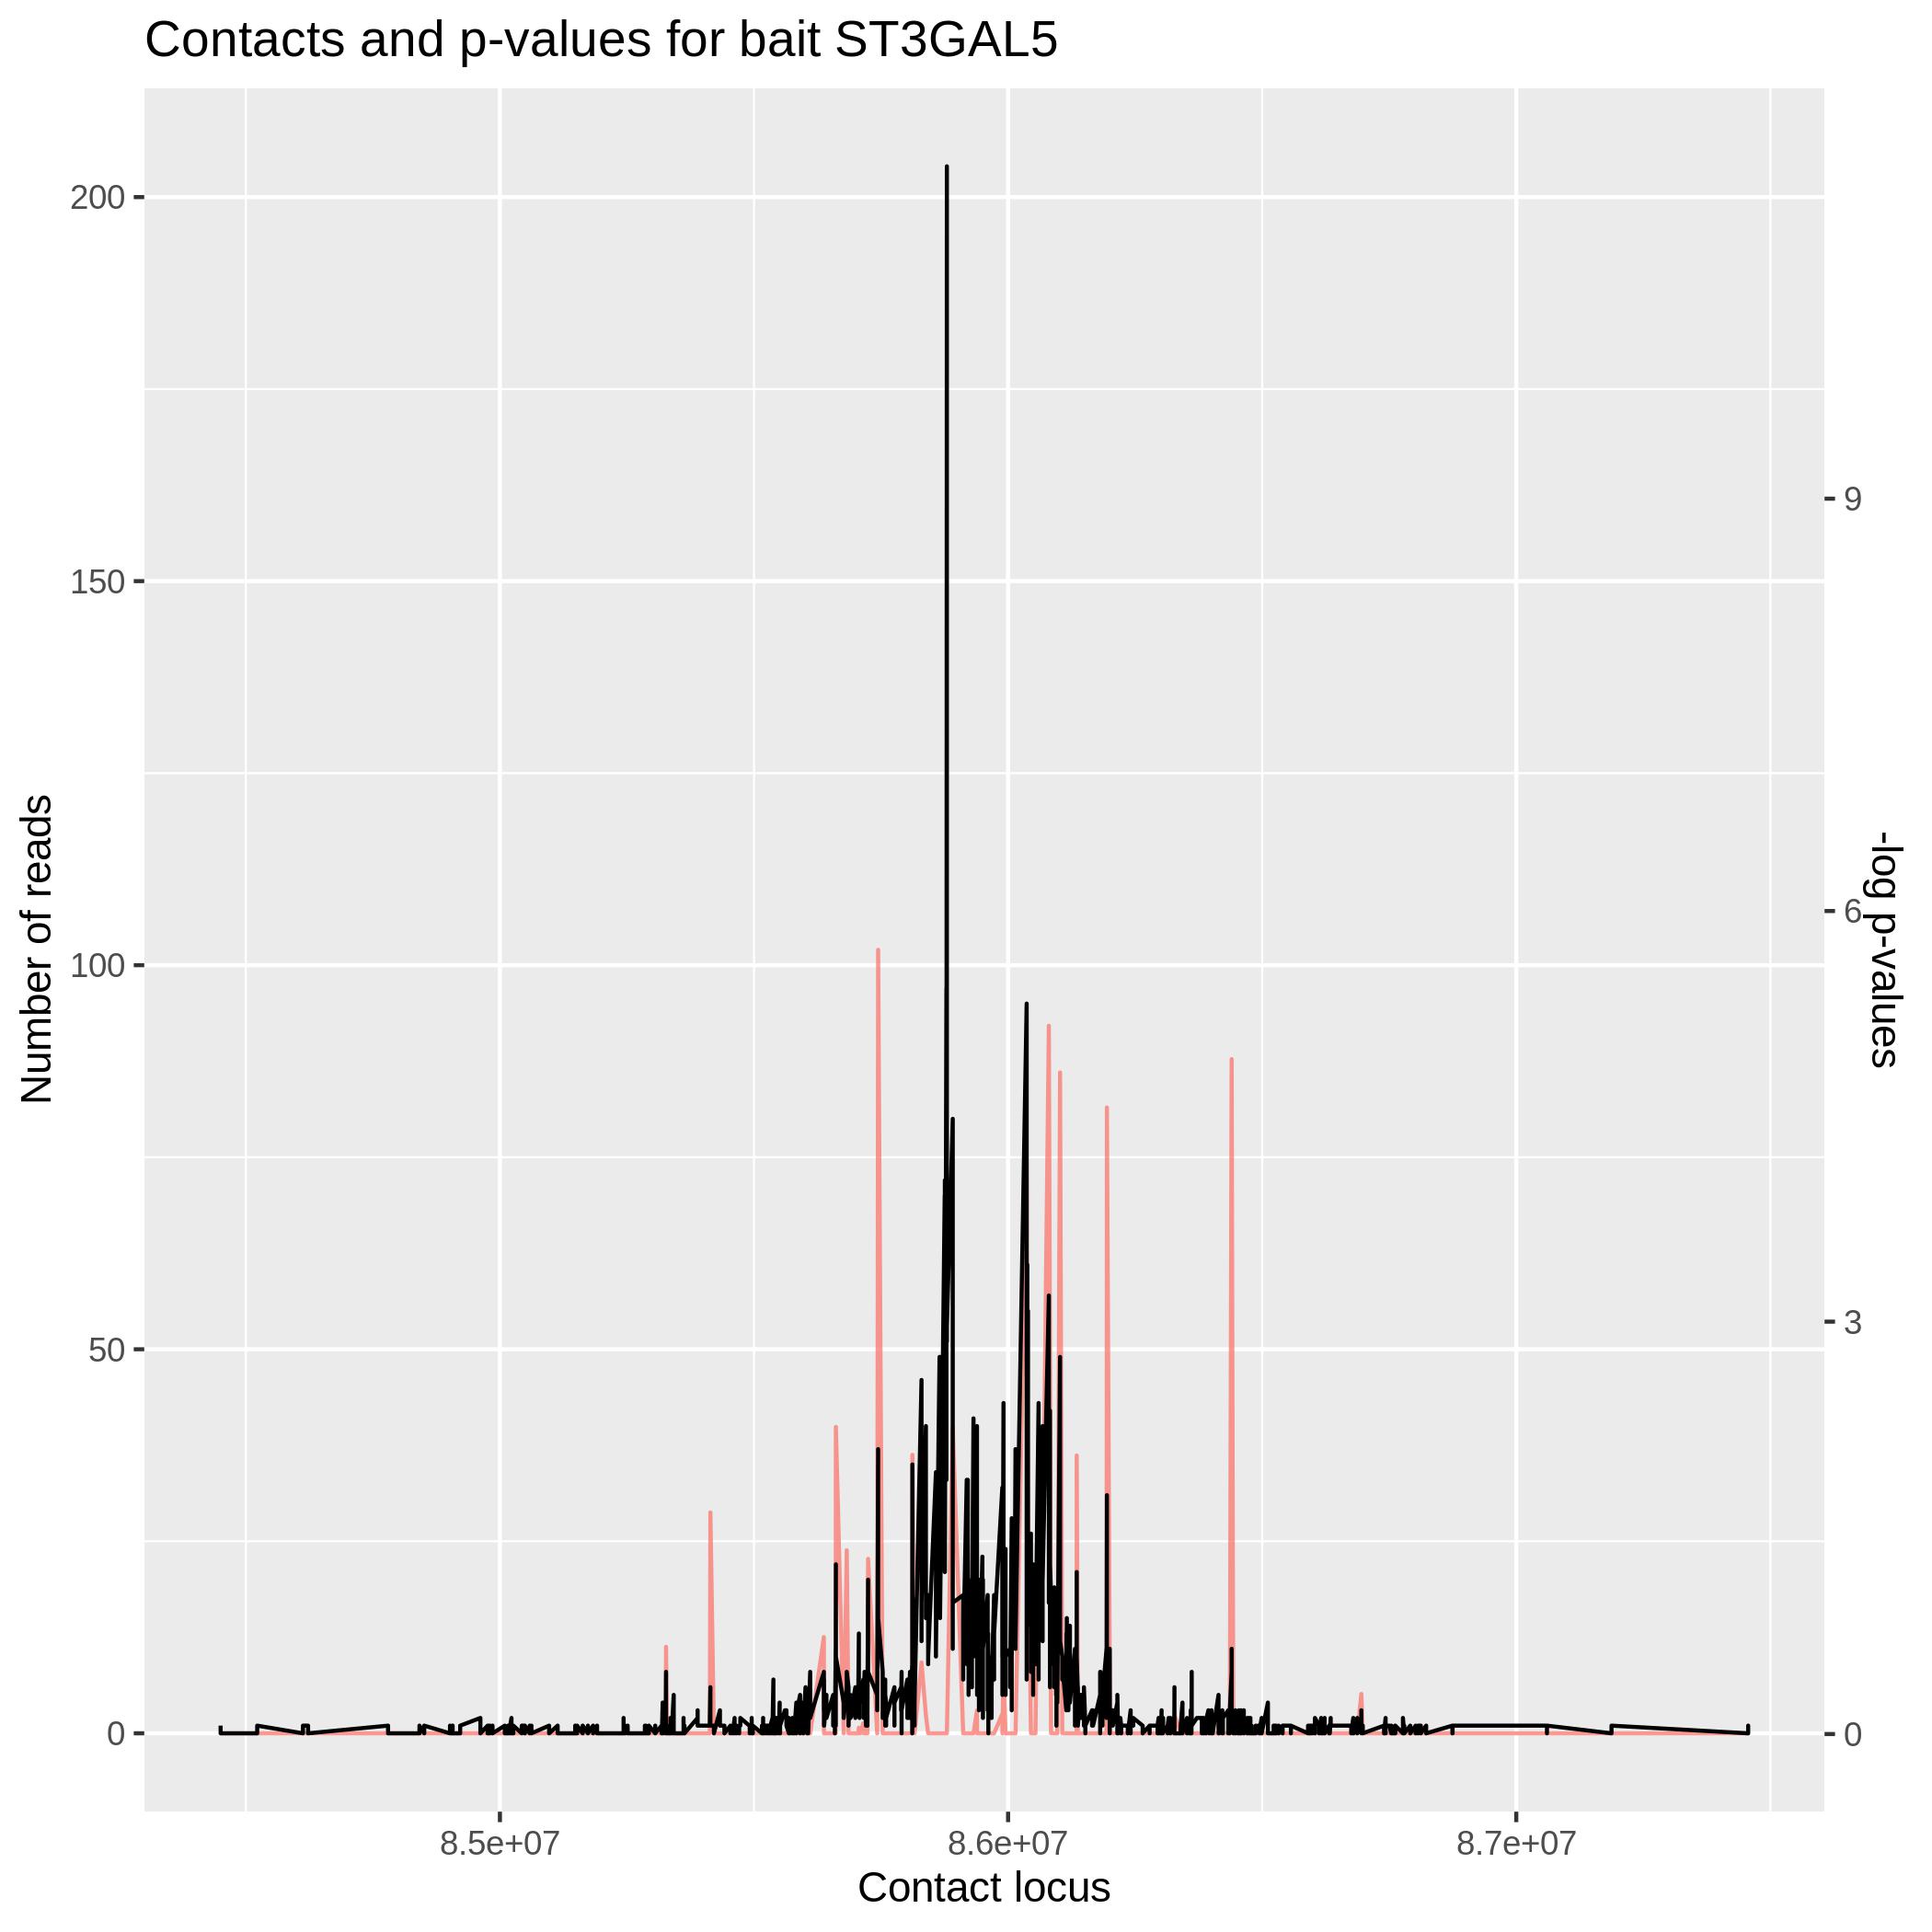 Contacts and p-values for bait ST3GAL5
200
150
100
50
0
Number of reads
9
6
3
0
-log p-values
8.5e+07
8.6e+07
8.7e+07
Contact locus